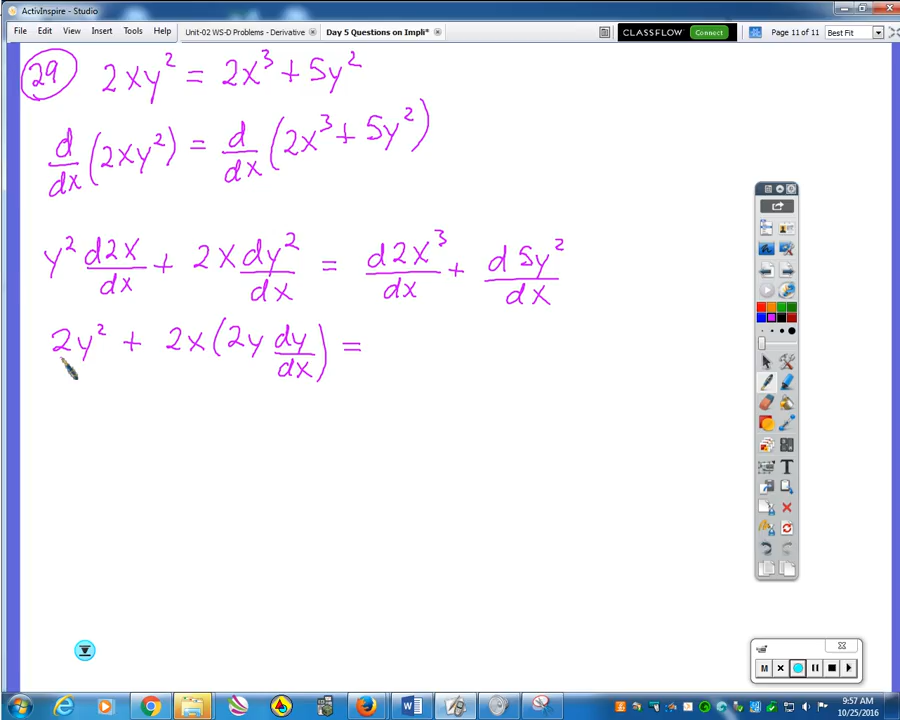 ActivInspire - Studio
File Edit View Insert Tools Help Unit-02 WS-D Problems - Derivative Day 5 Questions on Impli* CLASSFLOW Connect Page 11 of 11 Best Fit
29 2xy² = 2x³ + 5y²
d/dx (2xy²) = d/dx (2x³ + 5y²)
y² d2x/dx + 2x dy²/dx = d2x³/dx + d5y²/dx
2y² + 2x(2y dy/dx) =
T
M
W
9:57 AM
10/25/2016